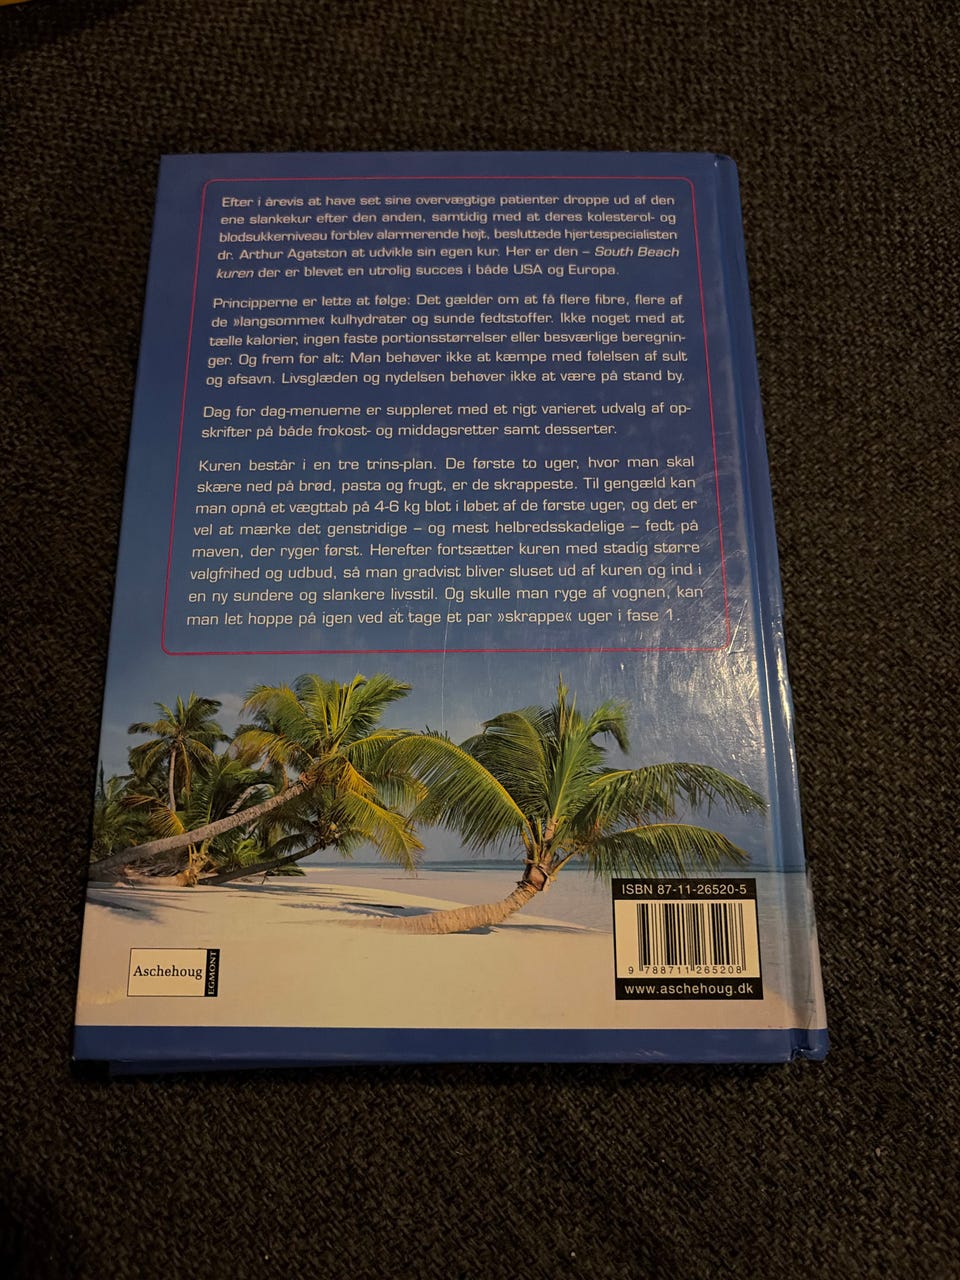 Efter i årevis at have set sine overvægtige patienter droppe ud af den
ene slankekur efter den anden, samtidig med at deres kolesterol- og
blodsukkerniveau forblev alarmerende højt, besluttede hjertespecialisten
dr. Arthur Agatston at udvikle sin egen kur. Her er den – South Beach
kuren der er blevet en utrolig succes i både USA og Europa.
Principperne er lette at følge: Det gælder om at få flere fibre, flere af
de »langsomme« kulhydrater og sunde fedtstoffer. Ikke noget med at
tælle kalorier, ingen faste portionsstørrelser eller besværlige beregnin-
ger. Og frem for alt: Man behøver ikke at kæmpe med følelsen af sult
og afsavn. Livsglæden og nydelsen behøver ikke at være på stand by.
Dag for dag-menuerne er suppleret med et rigt varieret udvalg af op-
skrifter på både frokost- og middagsretter samt desserter.
Kuren består i en tre trins-plan. De første to uger, hvor man skal
skære ned på brød, pasta og frugt, er de skrappeste. Til gengæld kan
man opnå et vægttab på 4-6 kg blot i løbet af de første uger, og det er
vel at mærke det genstridige – og mest helbredsskadelige – fedt på
maven, der ryger først. Herefter fortsætter kuren med stadig større
valgfrihed og udbud, så man gradvist bliver sluset ud af kuren og ind i
en ny sundere og slankere livsstil. Og skulle man ryge af vognen, kan
man let hoppe på igen ved at tage et par »skrappe« uger i fase 1.
ISBN 87-11-26520-5
9 788711 265208
www.aschehoug.dk
Aschehoug
EGMONT